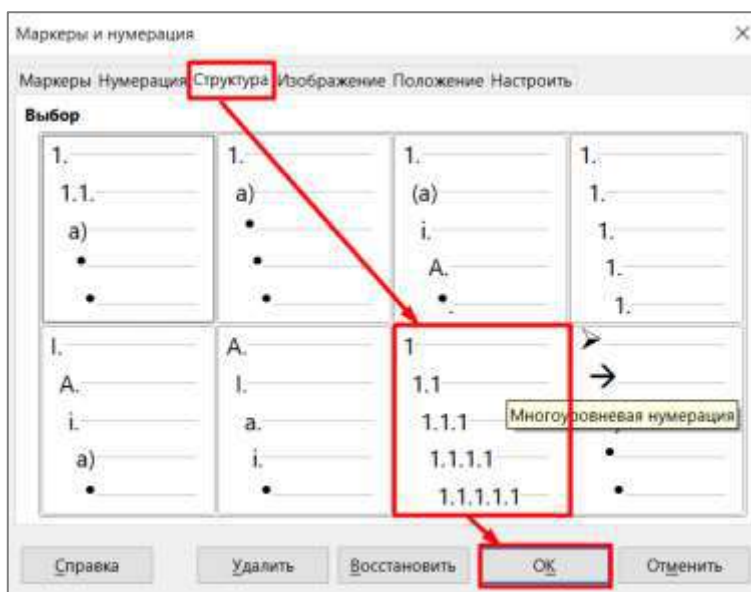 Маркеры и нумерация
Маркеры Нумерация Структура Изображение Положение Настроить
Выбор
1.
1.1.
a)
•
•
1.
a)
•
•
•
1.
(a)
i.
A.
•.
1.
1.
1.
1.
1.
I.
A.
i.
a)
•
A.
I.
a.
i.
•
1
1.1
1.1.1
1.1.1.1
1.1.1.1.1
➢
→
•
•
Многоуровневая нумерация
Справка Удалить Восстановить ОК Отменить